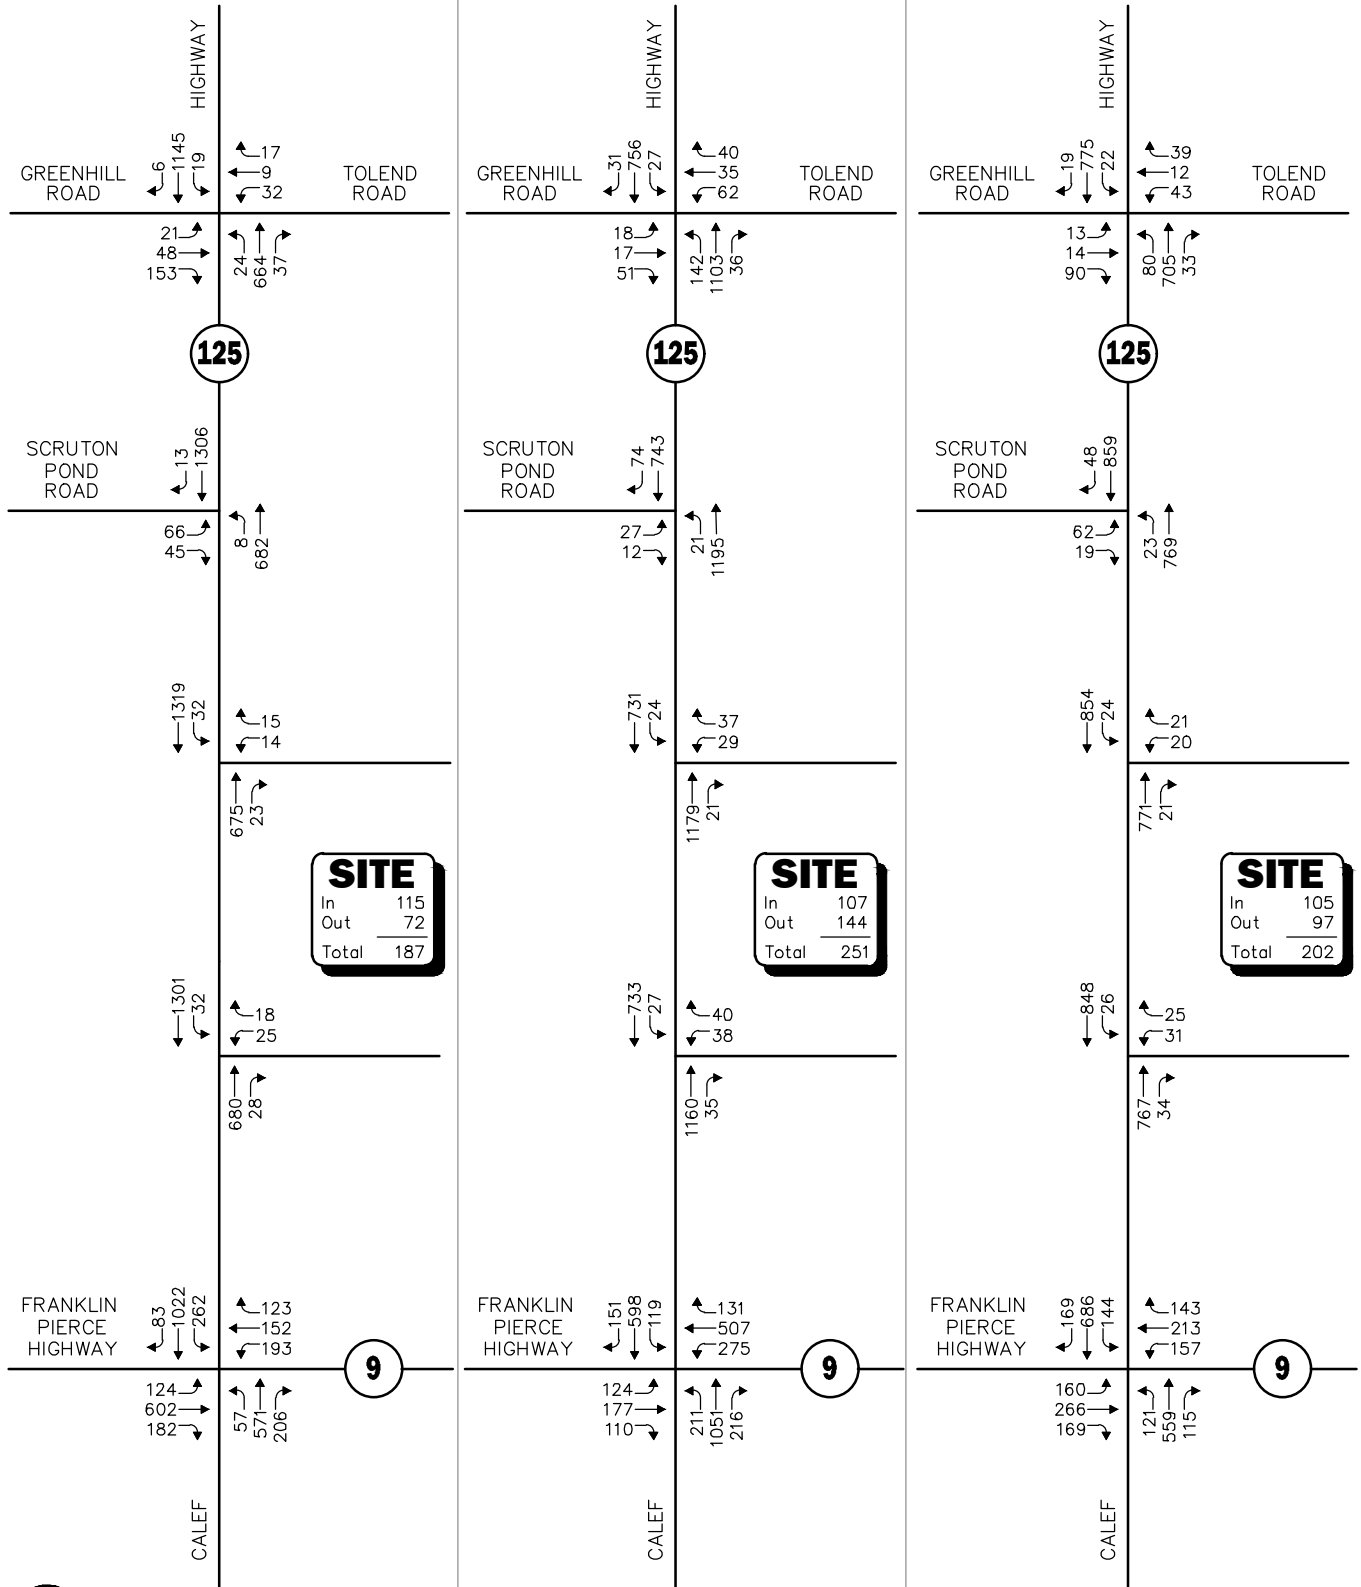 HIGHWAY
6
1145
19
17
9
32
GREENHILL
ROAD
TOLEND
ROAD
21
48
153
24
664
37
125
SCRUTON
POND
ROAD
13
1306
66
45
8
682
1319
32
15
14
675
23
SITE
In 115
Out 72
Total 187
1301
32
18
25
680
28
FRANKLIN
PIERCE
HIGHWAY
83
1022
262
123
152
193
9
124
602
182
57
571
206
CALEF
HIGHWAY
31
756
27
40
35
62
GREENHILL
ROAD
TOLEND
ROAD
18
17
51
142
1103
36
125
SCRUTON
POND
ROAD
74
743
27
12
21
1195
731
24
37
29
1179
21
SITE
In 107
Out 144
Total 251
733
27
40
38
1160
35
FRANKLIN
PIERCE
HIGHWAY
151
598
119
131
507
275
9
124
177
110
211
1051
216
CALEF
HIGHWAY
19
775
22
39
12
43
GREENHILL
ROAD
TOLEND
ROAD
13
14
90
80
705
33
125
SCRUTON
POND
ROAD
48
859
62
19
23
769
854
24
21
20
771
21
SITE
In 105
Out 97
Total 202
848
26
25
31
767
34
FRANKLIN
PIERCE
HIGHWAY
169
686
144
143
213
157
9
160
266
169
121
559
115
CALEF